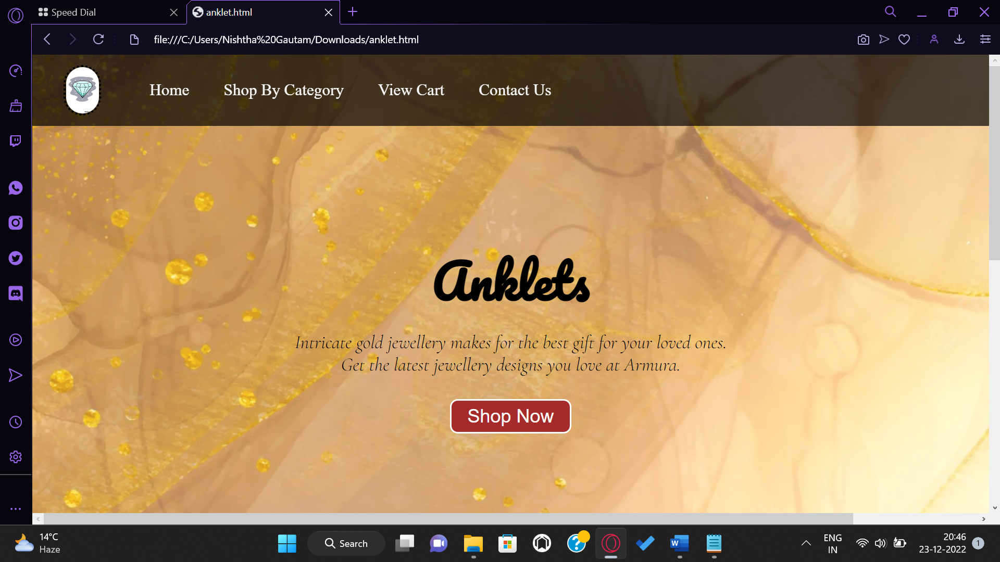 Speed Dial
anklet.html
file:///C:/Users/Nishtha%20Gautam/Downloads/anklet.html
Home
Shop By Category
View Cart
Contact Us
Anklets
Intricate gold jewellery makes for the best gift for your loved ones.
Get the latest jewellery designs you love at Armura.
Shop Now
14°C
Haze
Search
ENG
IN
20:46
23-12-2022
1